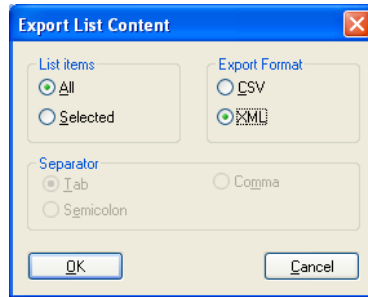 Export List Content
List items
All
Selected
Export Format
CSV
XML
Separator
Tab
Comma
Semicolon
OK
Cancel